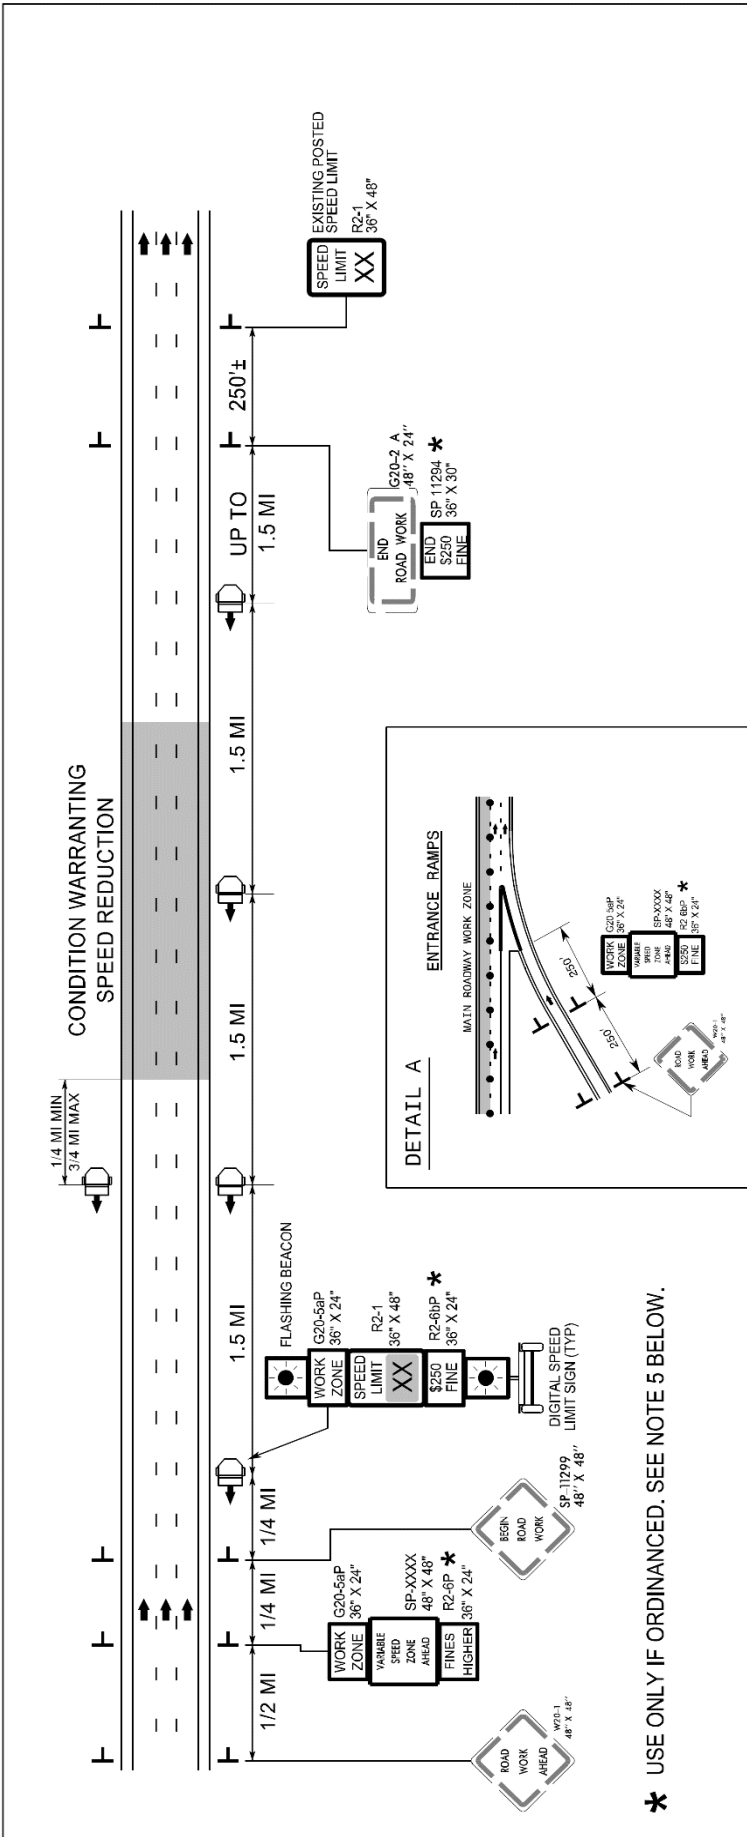 CONDITION WARRANTING
SPEED REDUCTION
1/4 MI MIN
3/4 MI MAX
1/2 MI
1/4 MI
1/4 MI
1.5 MI
1.5 MI
1.5 MI
UP TO
1.5 MI
250'±
ROAD
WORK
AHEAD
W20-1
48" X 48"
WORK
ZONE
VARIABLE
SPEED
ZONE
AHEAD
FINES
HIGHER
G20-5aP
36" X 24"
SP-XXXX
48" X 48"
R2-6P *
36" X 24"
BEGIN
ROAD
WORK
SP-11299
48" X 48"
FLASHING BEACON
WORK
ZONE
SPEED
LIMIT
XX
$250
FINE
G20-5aP
36" X 24"
R2-1
36" X 48"
R2-6bP *
36" X 24"
DIGITAL SPEED
LIMIT SIGN (TYP)
END
ROAD WORK
G20-2 A
48" X 24"
END
$250
FINE
SP 11294 *
36" X 30"
SPEED
LIMIT
XX
EXISTING POSTED
SPEED LIMIT
R2-1
36" X 48"
DETAIL A
ENTRANCE RAMPS
MAIN ROADWAY WORK ZONE
250'
250'
ROAD
WORK
AHEAD
W20-1
48" X 48"
WORK
ZONE
VARIABLE
SPEED
ZONE
AHEAD
$250
FINE
G20 5aP
36" X 24"
SP-XXXX
48" X 48"
R2 6bP *
36" X 24"
* USE ONLY IF ORDINANCED. SEE NOTE 5 BELOW.